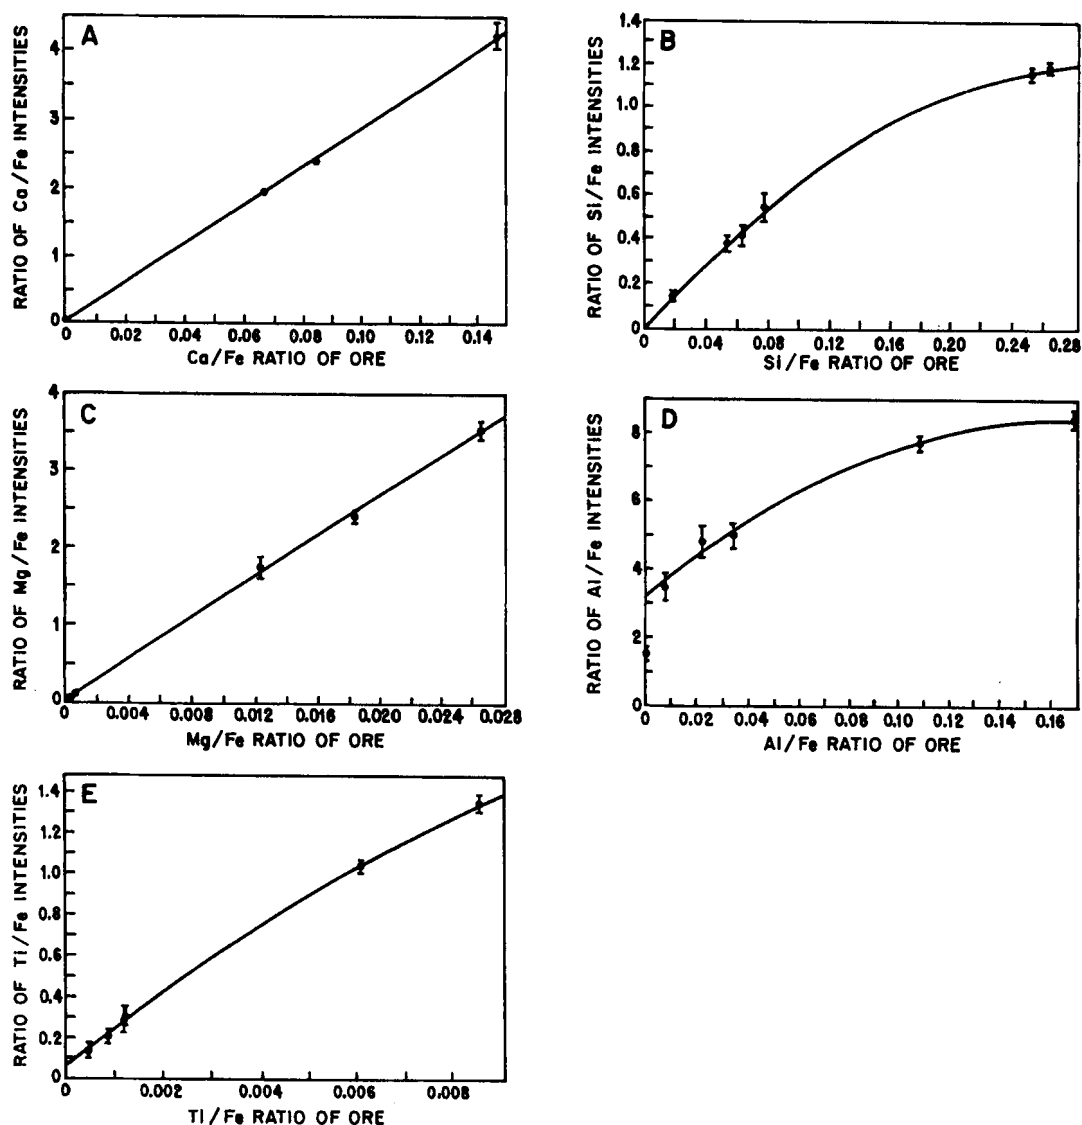 A
RATIO OF Ca/Fe INTENSITIES
4
3
2
1
0
0 0.02 0.04 0.06 0.08 0.10 0.12 0.14
Ca/Fe RATIO OF ORE
B
RATIO OF Si/Fe INTENSITIES
1.4
1.2
1.0
0.8
0.6
0.4
0.2
0
0 0.04 0.08 0.12 0.16 0.20 0.24 0.28
Si/Fe RATIO OF ORE
C
RATIO OF Mg/Fe INTENSITIES
4
3
2
1
0
0 0.004 0.008 0.012 0.016 0.020 0.024 0.028
Mg/Fe RATIO OF ORE
D
RATIO OF Al/Fe INTENSITIES
8
6
4
2
0
0 0.02 0.04 0.06 0.08 0.10 0.12 0.14 0.16
Al/Fe RATIO OF ORE
E
RATIO OF Ti/Fe INTENSITIES
1.4
1.2
1.0
0.8
0.6
0.4
0.2
0
0 0.002 0.004 0.006 0.008
Ti/Fe RATIO OF ORE